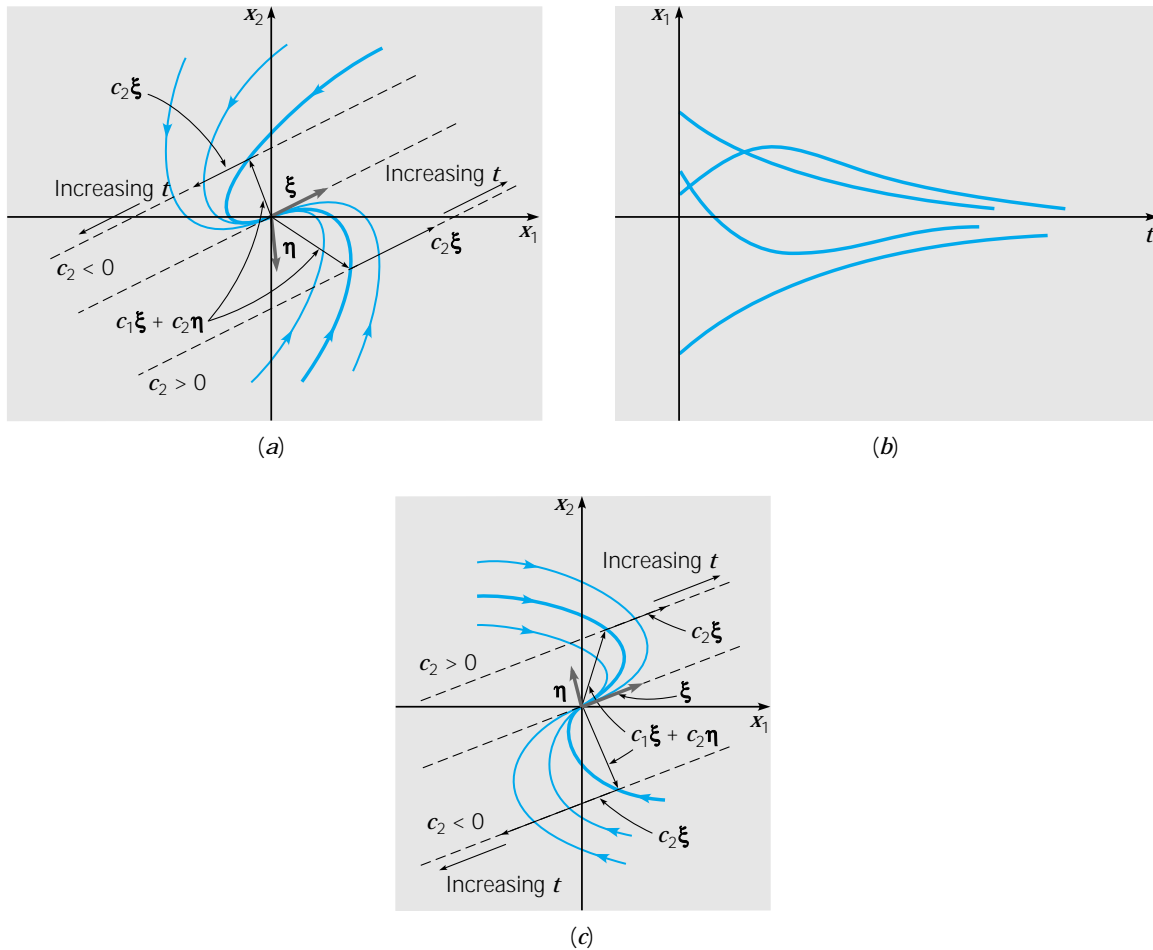 x₂
c₂ξ
Increasing t
ξ
Increasing t
x₁
η
c₂ξ
c₂ < 0
c₁ξ + c₂η
c₂ > 0
(a)
x₁
t
(b)
x₂
Increasing t
c₂ξ
c₂ > 0
η
ξ
x₁
c₁ξ + c₂η
c₂ < 0
c₂ξ
Increasing t
(c)